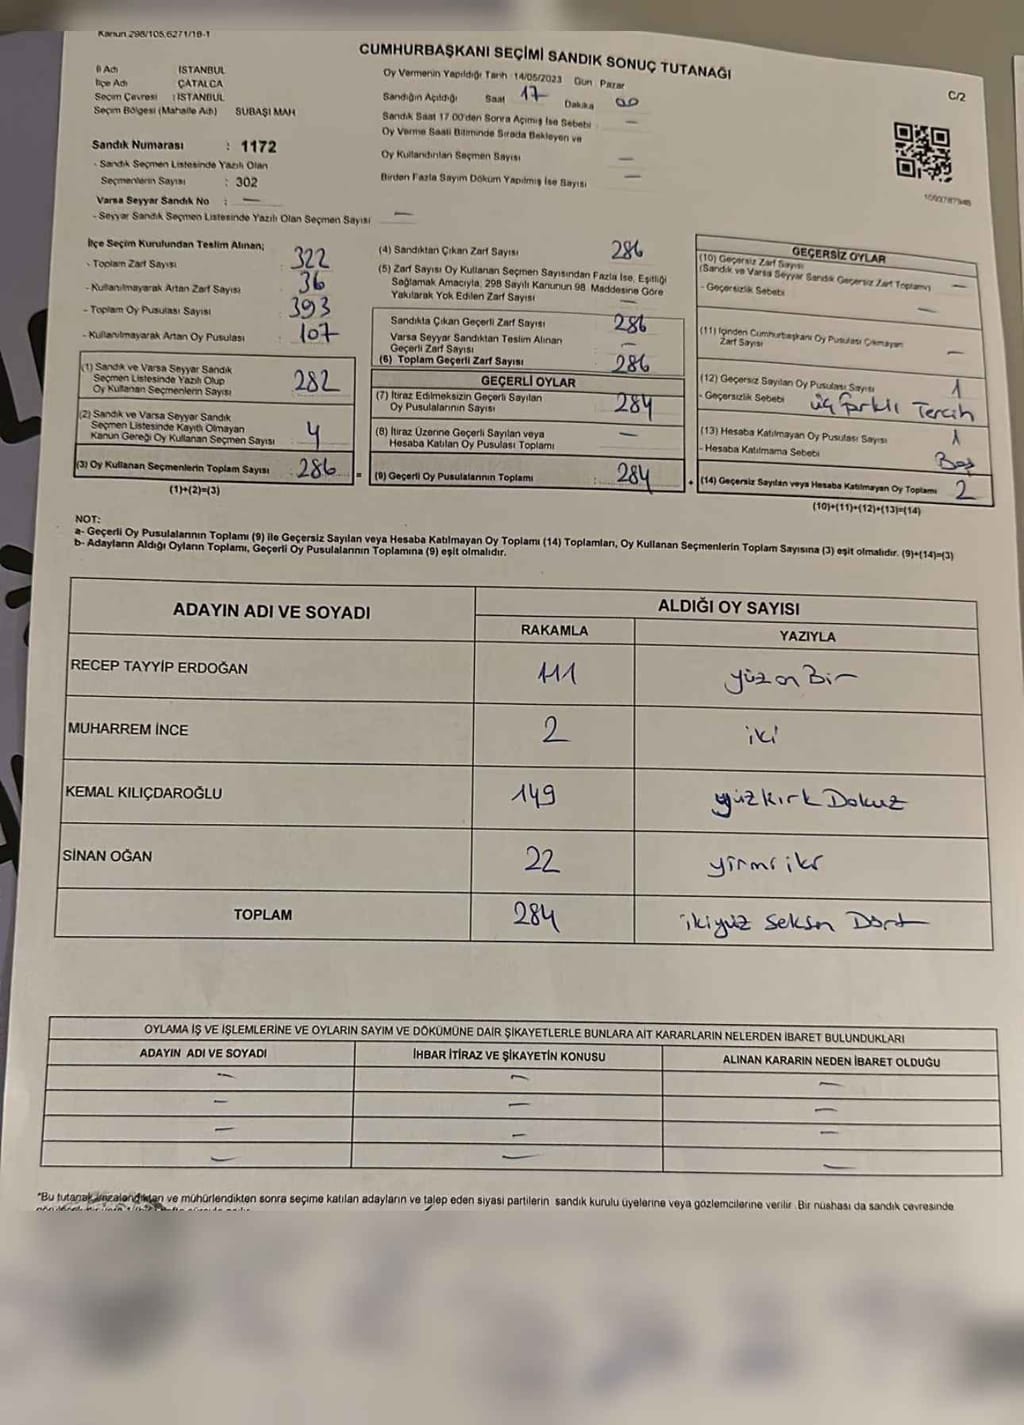 Kanun 298/105,6271/18-1
CUMHURBAŞKANI SEÇİMİ SANDIK SONUÇ TUTANAĞI
C/2
İl Adı : İSTANBUL
İlçe Adı : ÇATALCA
Seçim Çevresi : İSTANBUL
Seçim Bölgesi (Mahalle Adı) SUBAŞI MAH
Sandık Numarası : 1172
- Sandık Seçmen Listesinde Yazılı Olan
Seçmenlerin Sayısı : 302
Varsa Seyyar Sandık No : —
- Seyyar Sandık Seçmen Listesinde Yazılı Olan Seçmen Sayısı —
Oy Vermenin Yapıldığı Tarih : 14/05/2023 Gün : Pazar
Sandığın Açıldığı Saat 17 Dakika 00
Sandık Saat 17.00'den Sonra Açımış İse Sebebi : —
Oy Verme Saati Bitiminde Sırada Bekleyen ve
Oy Kullandırılan Seçmen Sayısı —
Birden Fazla Sayım Döküm Yapılmış İse Sayısı —
İlçe Seçim Kurulundan Teslim Alınan;
- Toplam Zarf Sayısı : 322
- Kullanılmayarak Artan Zarf Sayısı : 36
- Toplam Oy Pusulası Sayısı : 393
- Kullanılmayarak Artan Oy Pusulası : 107
(1) Sandık ve Varsa Seyyar Sandık
Seçmen Listesinde Yazılı Olup
Oy Kullanan Seçmenlerin Sayısı : 282
(2) Sandık ve Varsa Seyyar Sandık
Seçmen Listesinde Kayıtlı Olmayan
Kanun Gereği Oy Kullanan Seçmen Sayısı : 4
(3) Oy Kullanan Seçmenlerin Toplam Sayısı : 286
(1)+(2)=(3)
(4) Sandıktan Çıkan Zarf Sayısı 286
(5) Zarf Sayısı Oy Kullanan Seçmen Sayısından Fazla İse, Eşitliği
Sağlamak Amacıyla, 298 Sayılı Kanunun 98. Maddesine Göre
Yakılarak Yok Edilen Zarf Sayısı —
Sandıkta Çıkan Geçerli Zarf Sayısı : 286
Varsa Seyyar Sandıktan Teslim Alınan
Geçerli Zarf Sayısı : —
(6) Toplam Geçerli Zarf Sayısı : 286
GEÇERLİ OYLAR
(7) İtiraz Edilmeksizin Geçerli Sayılan
Oy Pusulalarının Sayısı : 284
(8) İtiraz Üzerine Geçerli Sayılan veya
Hesaba Katılan Oy Pusulası Toplamı : —
= (9) Geçerli Oy Pusulalarının Toplamı : 284 +
GEÇERSİZ OYLAR
(10) Geçersiz Zarf Sayısı
(Sandık ve Varsa Seyyar Sandık Geçersiz Zarf Toplamı) —
- Geçersizlik Sebebi —
(11) İçinden Cumhurbaşkanı Oy Pusulası Çıkmayan
Zarf Sayısı —
(12) Geçersiz Sayılan Oy Pusulası Sayısı 1
- Geçersizlik Sebebi üç farklı Tercih
(13) Hesaba Katılmayan Oy Pusulası Sayısı 1
- Hesaba Katılmama Sebebi Boş
(14) Geçersiz Sayılan veya Hesaba Katılmayan Oy Toplamı 2
(10)+(11)+(12)+(13)=(14)
NOT:
a- Geçerli Oy Pusulalarının Toplamı (9) ile Geçersiz Sayılan veya Hesaba Katılmayan Oy Toplamı (14) Toplamları, Oy Kullanan Seçmenlerin Toplam Sayısına (3) eşit olmalıdır. (9)+(14)=(3)
b- Adayların Aldığı Oyların Toplamı, Geçerli Oy Pusulalarının Toplamına (9) eşit olmalıdır.
ADAYIN ADI VE SOYADI ALDIĞI OY SAYISI
RAKAMLA YAZIYLA
RECEP TAYYİP ERDOĞAN 111 yüz on Bir
MUHARREM İNCE 2 iki
KEMAL KILIÇDAROĞLU 149 yüzkırk Dokuz
SİNAN OĞAN 22 yirmi iki
TOPLAM 284 ikiyüz Seksen Dört
OYLAMA İŞ VE İŞLEMLERİNE VE OYLARIN SAYIM VE DÖKÜMÜNE DAİR ŞİKAYETLERLE BUNLARA AİT KARARLARIN NELERDEN İBARET BULUNDUKLARI
ADAYIN ADI VE SOYADI İHBAR İTİRAZ VE ŞİKAYETİN KONUSU ALINAN KARARIN NEDEN İBARET OLDUĞU
— — —
— — —
— — —
— — —
*Bu tutanak imzalandıktan ve mühürlendikten sonra seçime katılan adayların ve talep eden siyasi partilerin sandık kurulu üyelerine veya gözlemcilerine verilir. Bir nüshası da sandık çevresinde